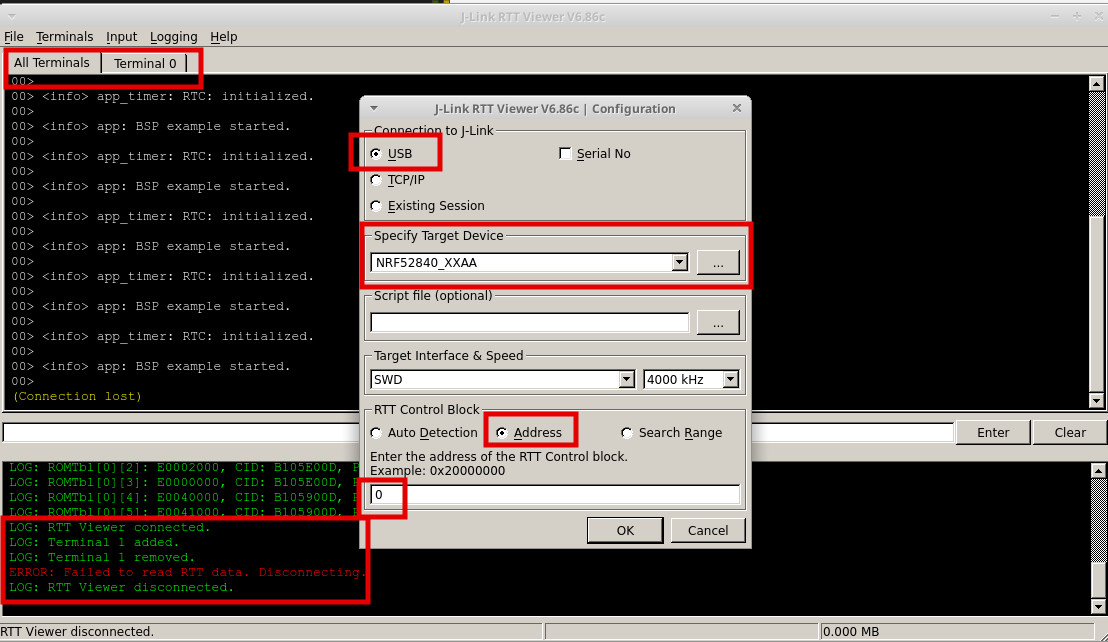 J-Link RTT Viewer V6.86c
File Terminals Input Logging Help
All Terminals Terminal 0
00>
00> <info> app_timer: RTC: initialized.
00>
00> <info> app: BSP example started.
00>
00> <info> app_timer: RTC: initialized.
00>
00> <info> app: BSP example started.
00>
00> <info> app_timer: RTC: initialized.
00>
00> <info> app: BSP example started.
00>
00> <info> app_timer: RTC: initialized.
00>
00> <info> app: BSP example started.
00>
00> <info> app_timer: RTC: initialized.
00>
00> <info> app: BSP example started.
00>
(Connection lost)
J-Link RTT Viewer V6.86c | Configuration
Connection to J-Link
USB Serial No
TCP/IP
Existing Session
Specify Target Device
NRF52840_XXAA ...
Script file (optional)
...
Target Interface & Speed
SWD 4000 kHz
RTT Control Block
Auto Detection Address Search Range
Enter the address of the RTT Control block.
Example: 0x20000000
0
OK Cancel
Enter Clear
LOG: ROMTbl[0][2]: E0002000, CID: B105E00D,
LOG: ROMTbl[0][3]: E0000000, CID: B105E00D,
LOG: ROMTbl[0][4]: E0040000, CID: B105900D,
LOG: ROMTbl[0][5]: E0041000, CID: B105900D,
LOG: RTT Viewer connected.
LOG: Terminal 1 added.
LOG: Terminal 1 removed.
ERROR: Failed to read RTT data. Disconnecting.
LOG: RTT Viewer disconnected.
RTT Viewer disconnected. 0.000 MB